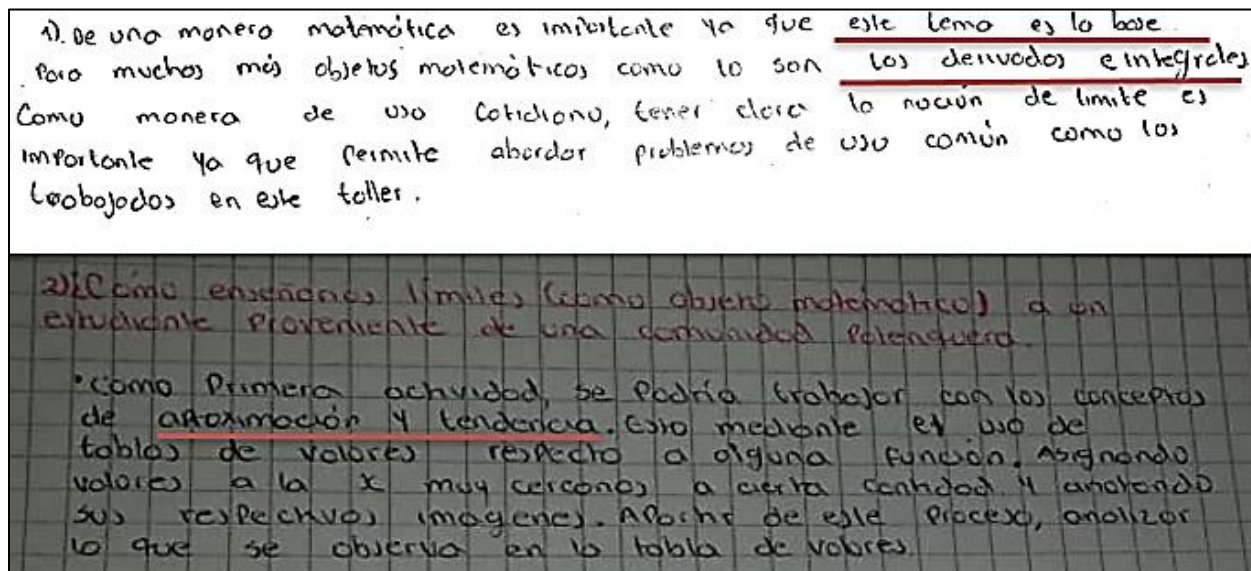 1). De una manera matemática es importante ya que este tema es la base
para muchos más objetos matemáticos como lo son los derivadas e integrales
Como manera de uso cotidiano, tener clara la noción de limite es
importante ya que permite abordar problemas de uso común como los
trabajados en este taller.
2) ¿Cómo enseñarias límites (como objeto matemático) a un
estudiante proveniente de una comunidad Palenquera.
• como Primera actividad, se Podría trabajar con los conceptos
de aproximación y tendencia. Esto mediante el uso de
tablas de valores respecto a alguna función. Asignando
valores a la x muy cercanos a cierta cantidad y anotando
sus respectivas imagenes. Apartir de este proceso, analizar
lo que se observa en la tabla de valores.